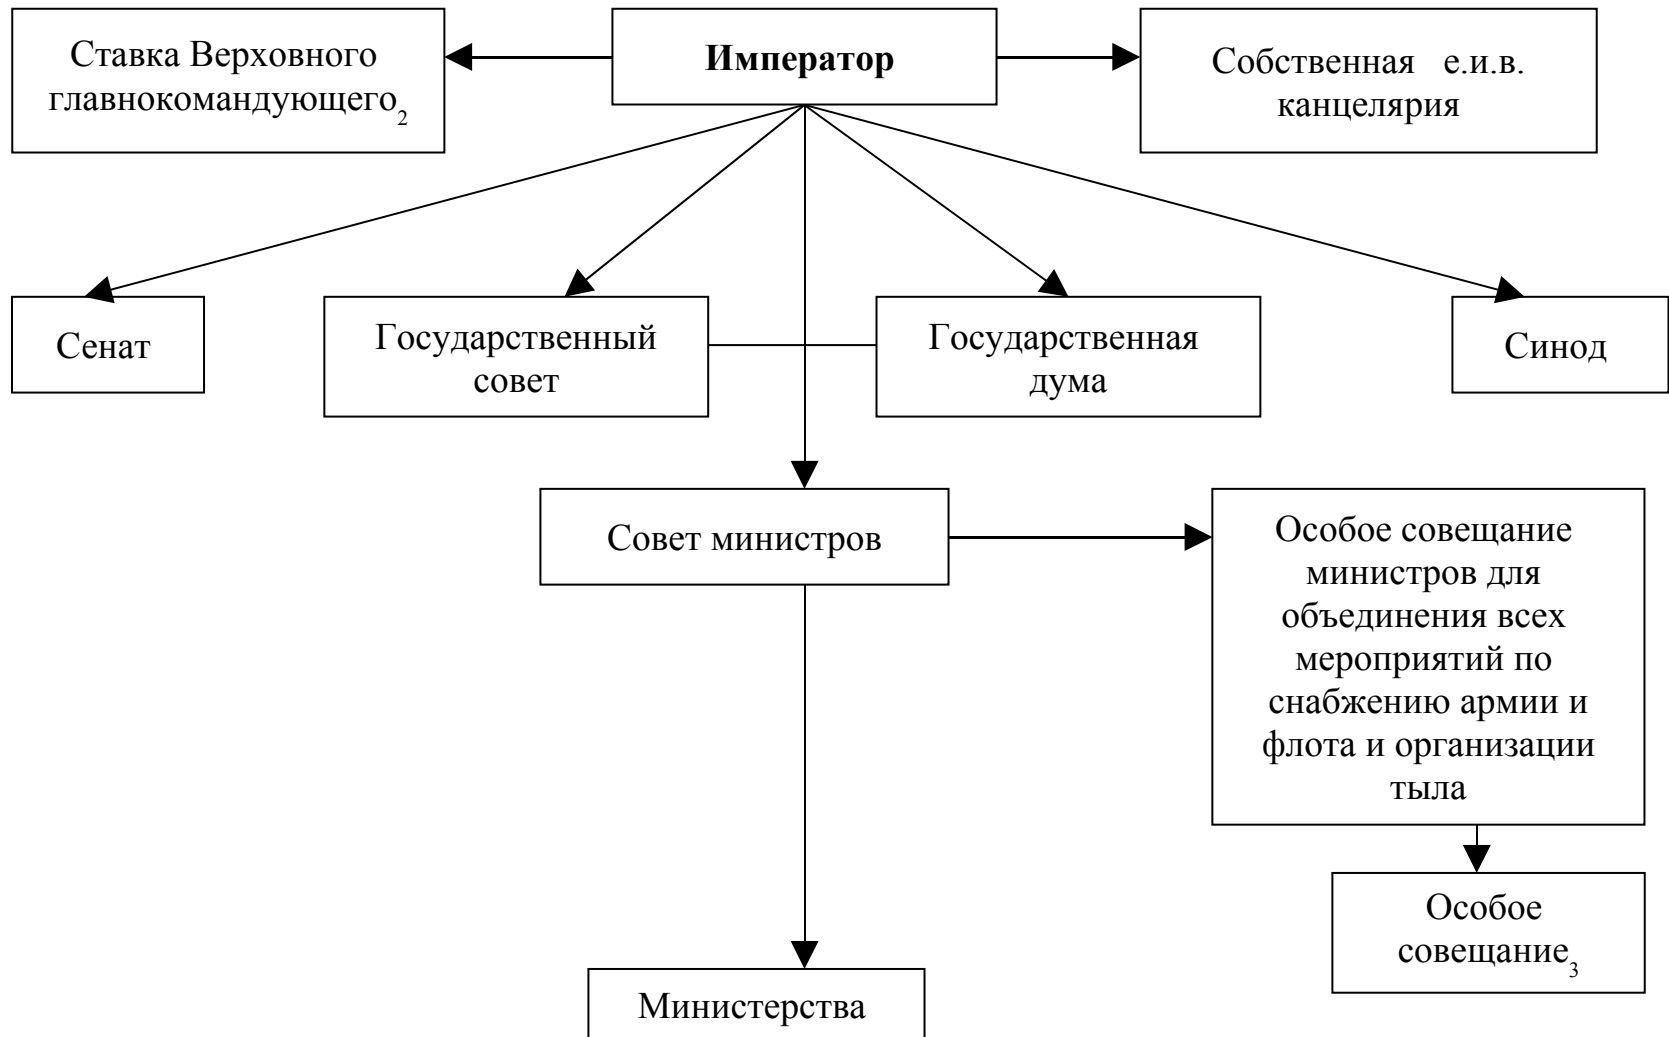 Ставка Верховного
главнокомандующего2
Император
Собственная е.и.в.
канцелярия
Сенат
Государственный
совет
Государственная
дума
Синод
Совет министров
Особое совещание
министров для
объединения всех
мероприятий по
снабжению армии и
флота и организации
тыла
Особое
совещание3
Министерства